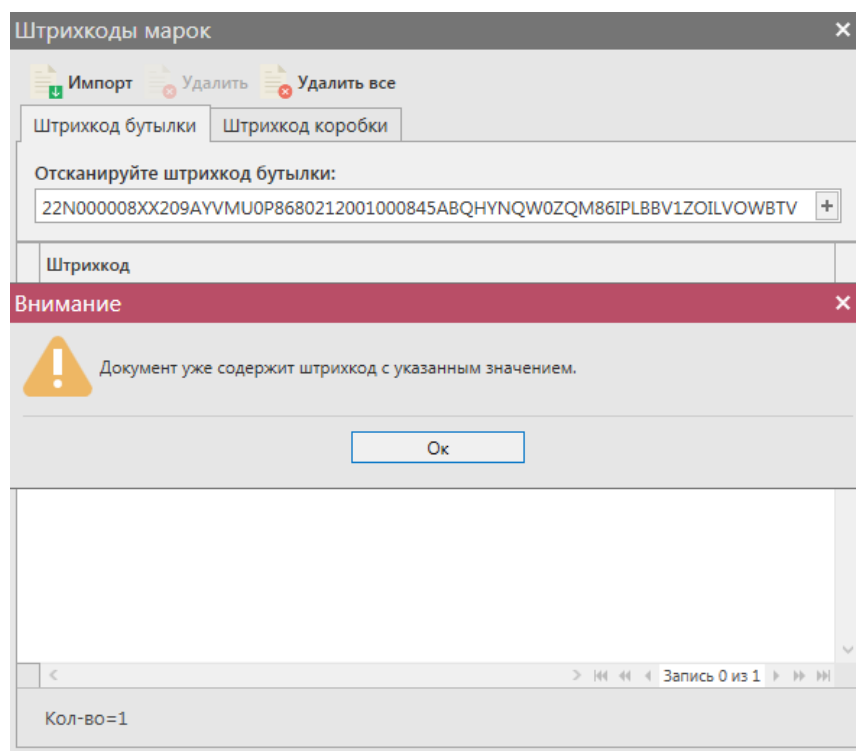 Штрихкоды марок
Импорт Удалить Удалить все
Штрихкод бутылки Штрихкод коробки
Отсканируйте штрихкод бутылки:
22N000008XX209AYVMU0P8680212001000845ABQHYNQW0ZQM86IPLBBV1ZOILVOWBTV
Штрихкод
Внимание
Документ уже содержит штрихкод с указанным значением.
Ок
Запись 0 из 1
Кол-во=1